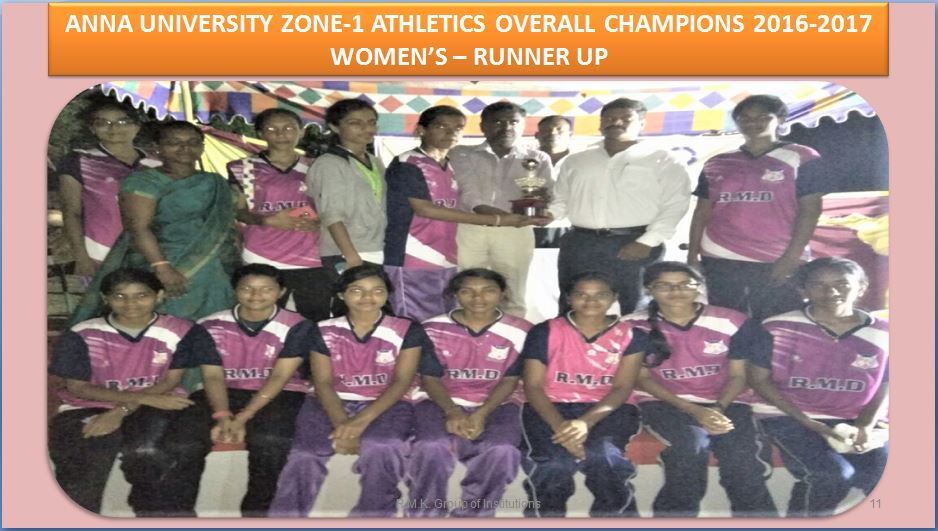 ANNA UNIVERSITY ZONE-1 ATHLETICS OVERALL CHAMPIONS 2016-2017
WOMEN’S – RUNNER UP
R.M.D
R.M.D
R.M.D
R.M.D
R.M.D
R.M.D
R.M.D
R.M.D
R.M.K. Group of Institutions
11